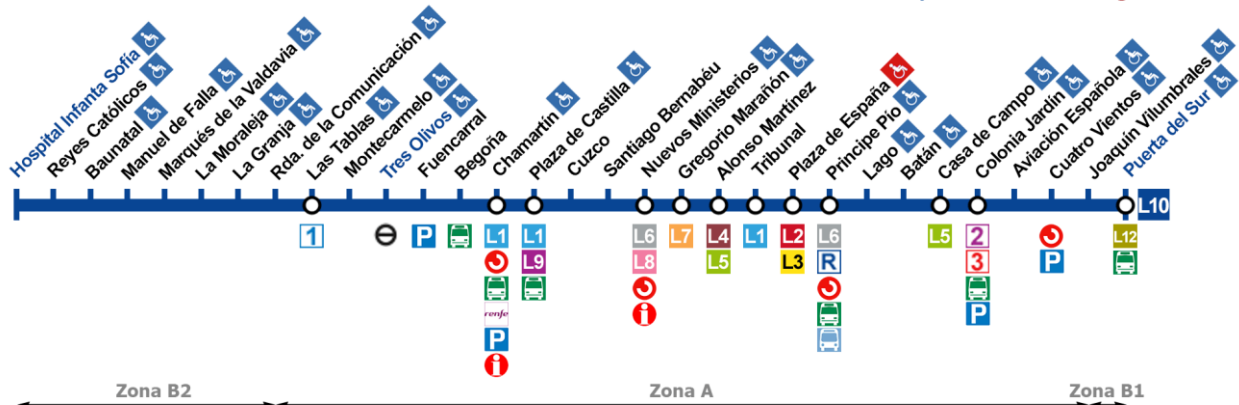 Hospital Infanta Sofía
Reyes Católicos
Baunatal
Manuel de Falla
Marqués de la Valdavia
La Moraleja
La Granja
Rda. de la Comunicación
Las Tablas
Montecarmelo
Tres Olivos
Fuencarral
Begoña
Chamartín
Plaza de Castilla
Cuzco
Santiago Bernabéu
Nuevos Ministerios
Gregorio Marañón
Alonso Martínez
Tribunal
Plaza de España
Principe Pio
Lago
Batán
Casa de Campo
Colonia Jardín
Aviación Española
Cuatro Vientos
Joaquín Vilumbrales
Puerta del Sur
L10
1 P L1 L1 L6 L7 L4 L1 L2 L6 L5 2 L12
L9 L8 L5 L3 R 3 P
renfe P
P
i
i
Zona B2 Zona A Zona B1